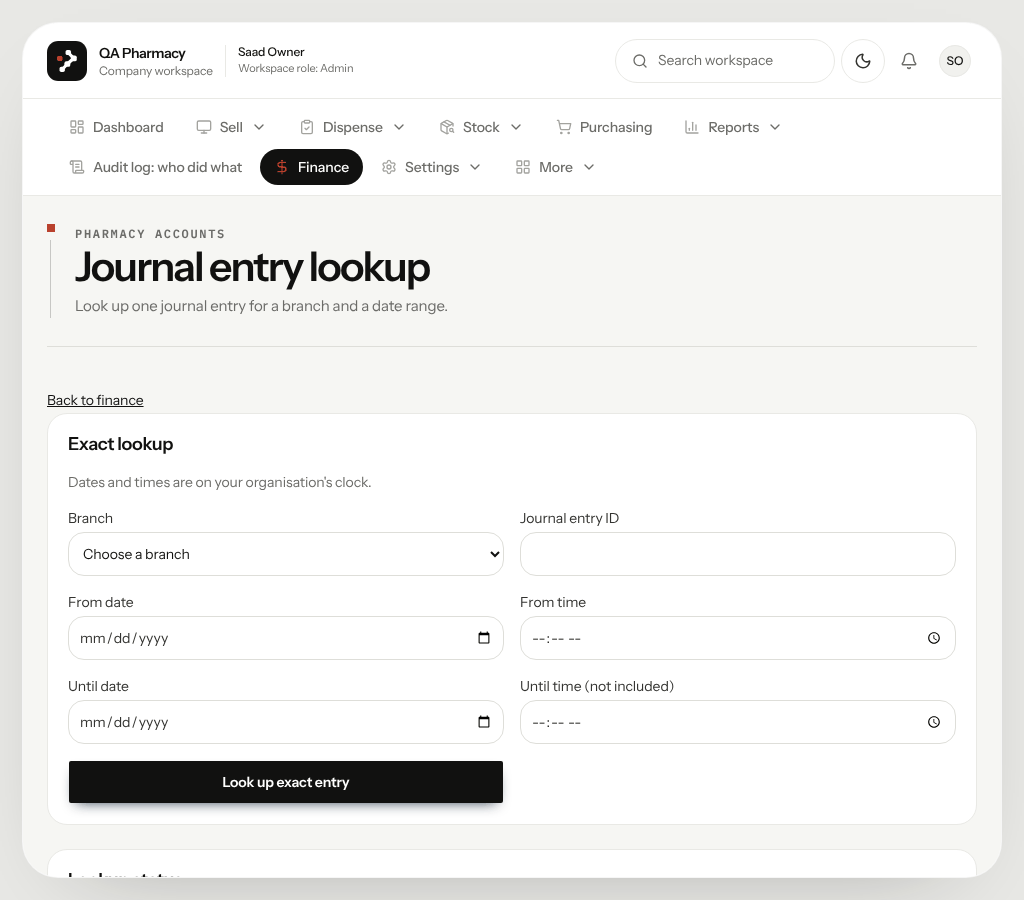 QA Pharmacy
Company workspace
Saad Owner
Workspace role: Admin
Search workspace
SO
Dashboard
Sell
Dispense
Stock
Purchasing
Reports
Audit log: who did what
Finance
Settings
More
PHARMACY ACCOUNTS
Journal entry lookup
Look up one journal entry for a branch and a date range.
Back to finance
Exact lookup
Dates and times are on your organisation's clock.
Branch
Journal entry ID
Choose a branch
From date
From time
mm/dd/yyyy
--:-- --
Until date
Until time (not included)
mm/dd/yyyy
--:-- --
Look up exact entry